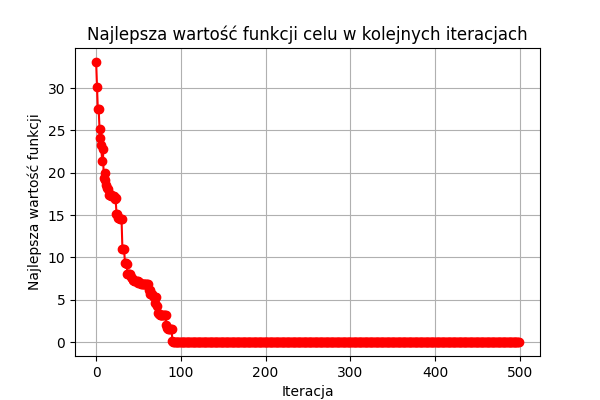 Najlepsza wartość funkcji celu w kolejnych iteracjach
Najlepsza wartość funkcji
30
25
20
15
10
5
0
0 100 200 300 400 500
Iteracja